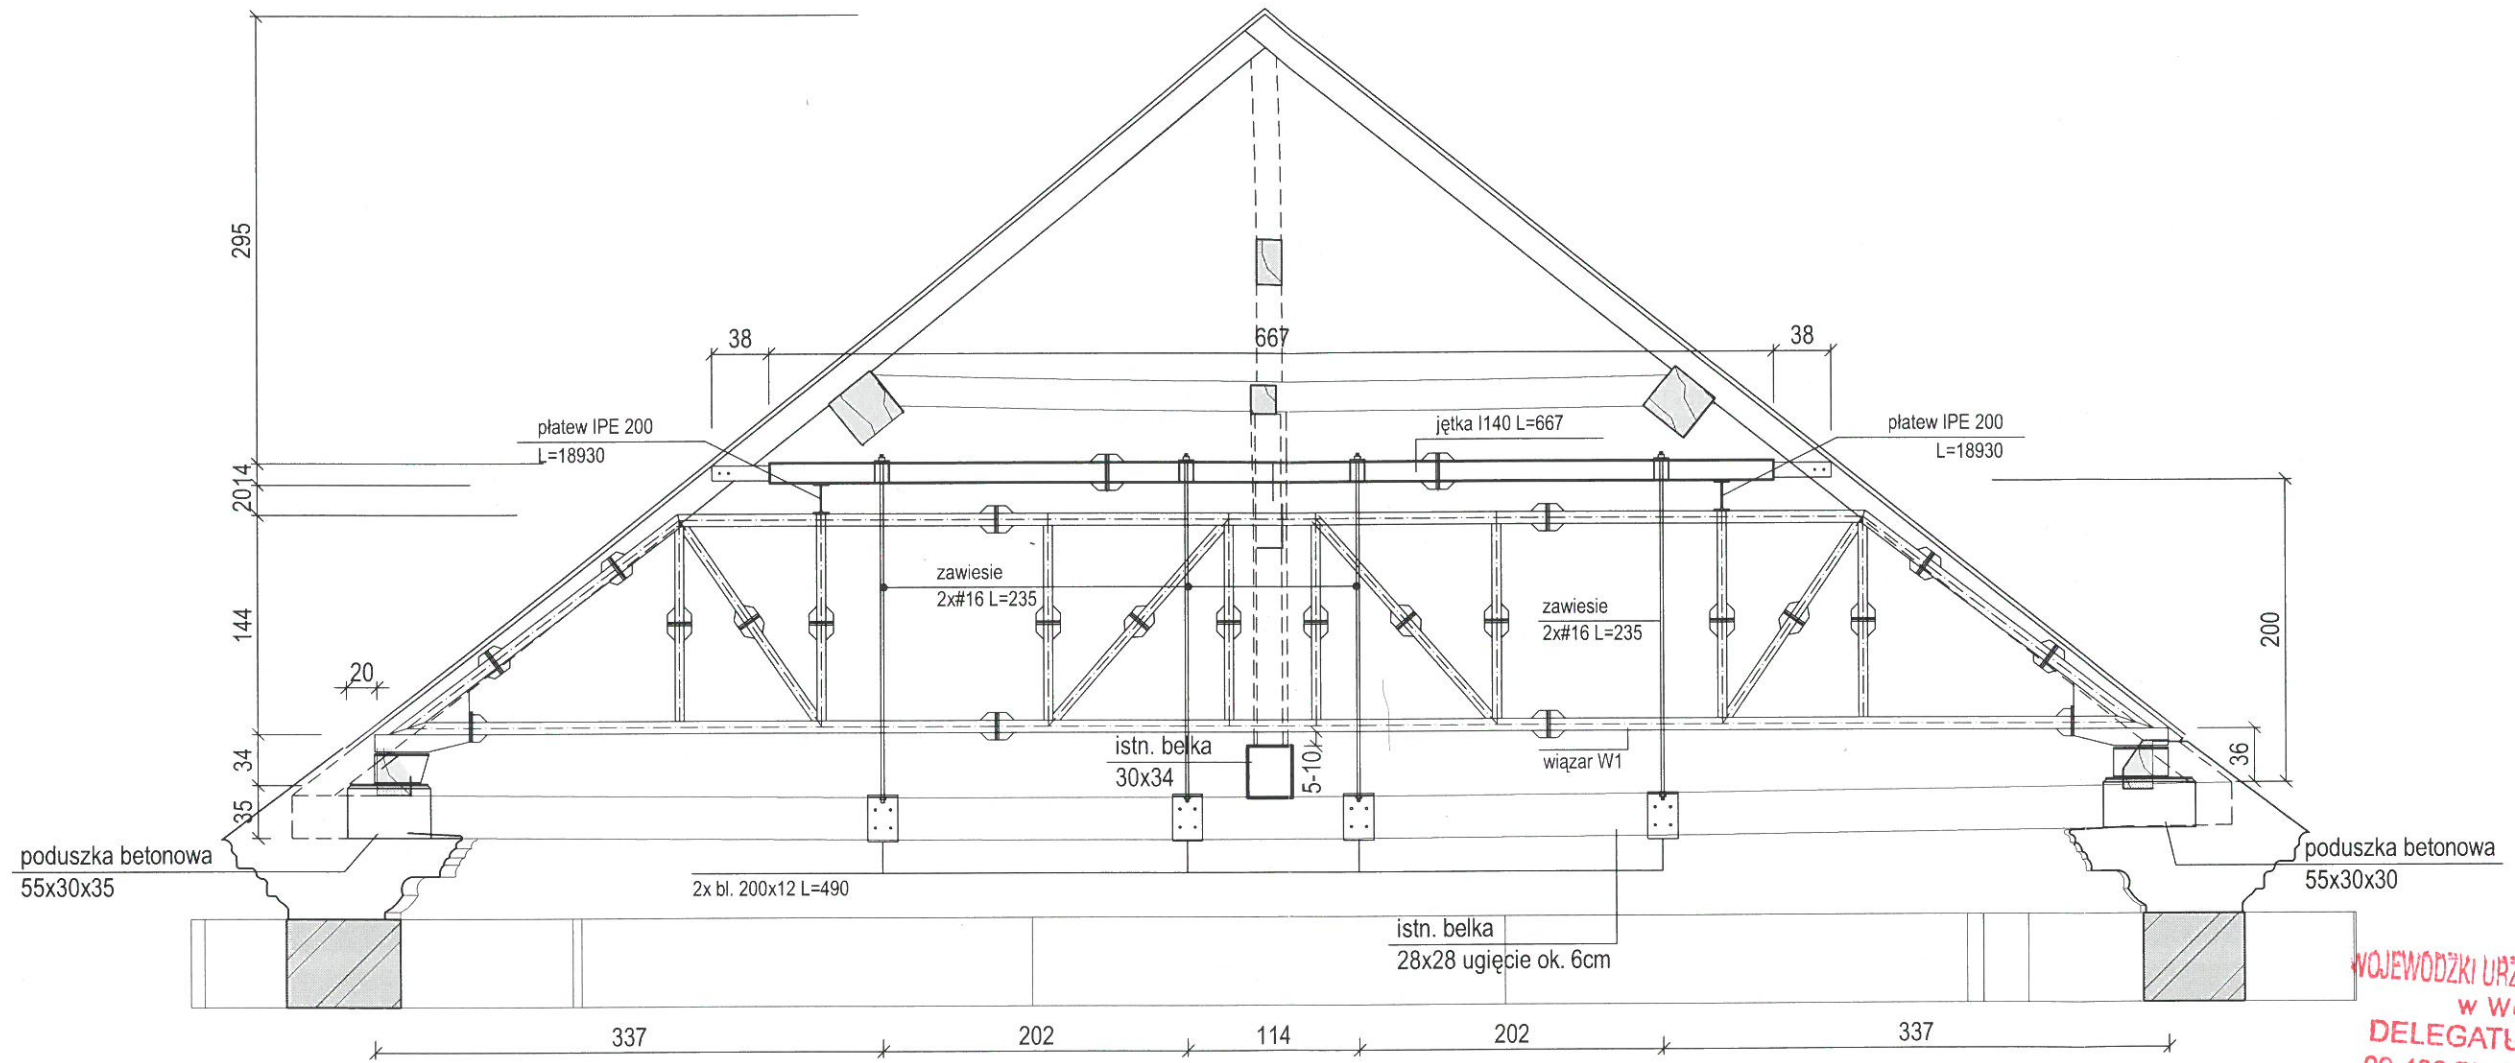 295
38
667
38
płatew IPE 200
L=18930
jętka I140 L=667
płatew IPE 200
L=18930
14
20
144
34
35
20
zawiesie
2x#16 L=235
zawiesie
2x#16 L=235
200
36
istn. belka
30x34
5-10
wiązar W1
poduszka betonowa
55x30x35
2x bl. 200x12 L=490
poduszka betonowa
55x30x30
istn. belka
28x28 ugięcie ok. 6cm
337
202
114
202
337
WOJEWÓDZKI
w